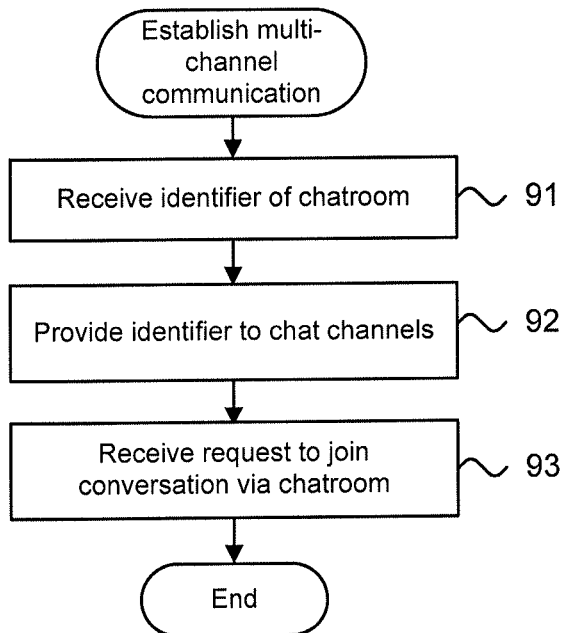 Establish multi-
channel
communication
Receive identifier of chatroom
91
Provide identifier to chat channels
92
Receive request to join
conversation via chatroom
93
End